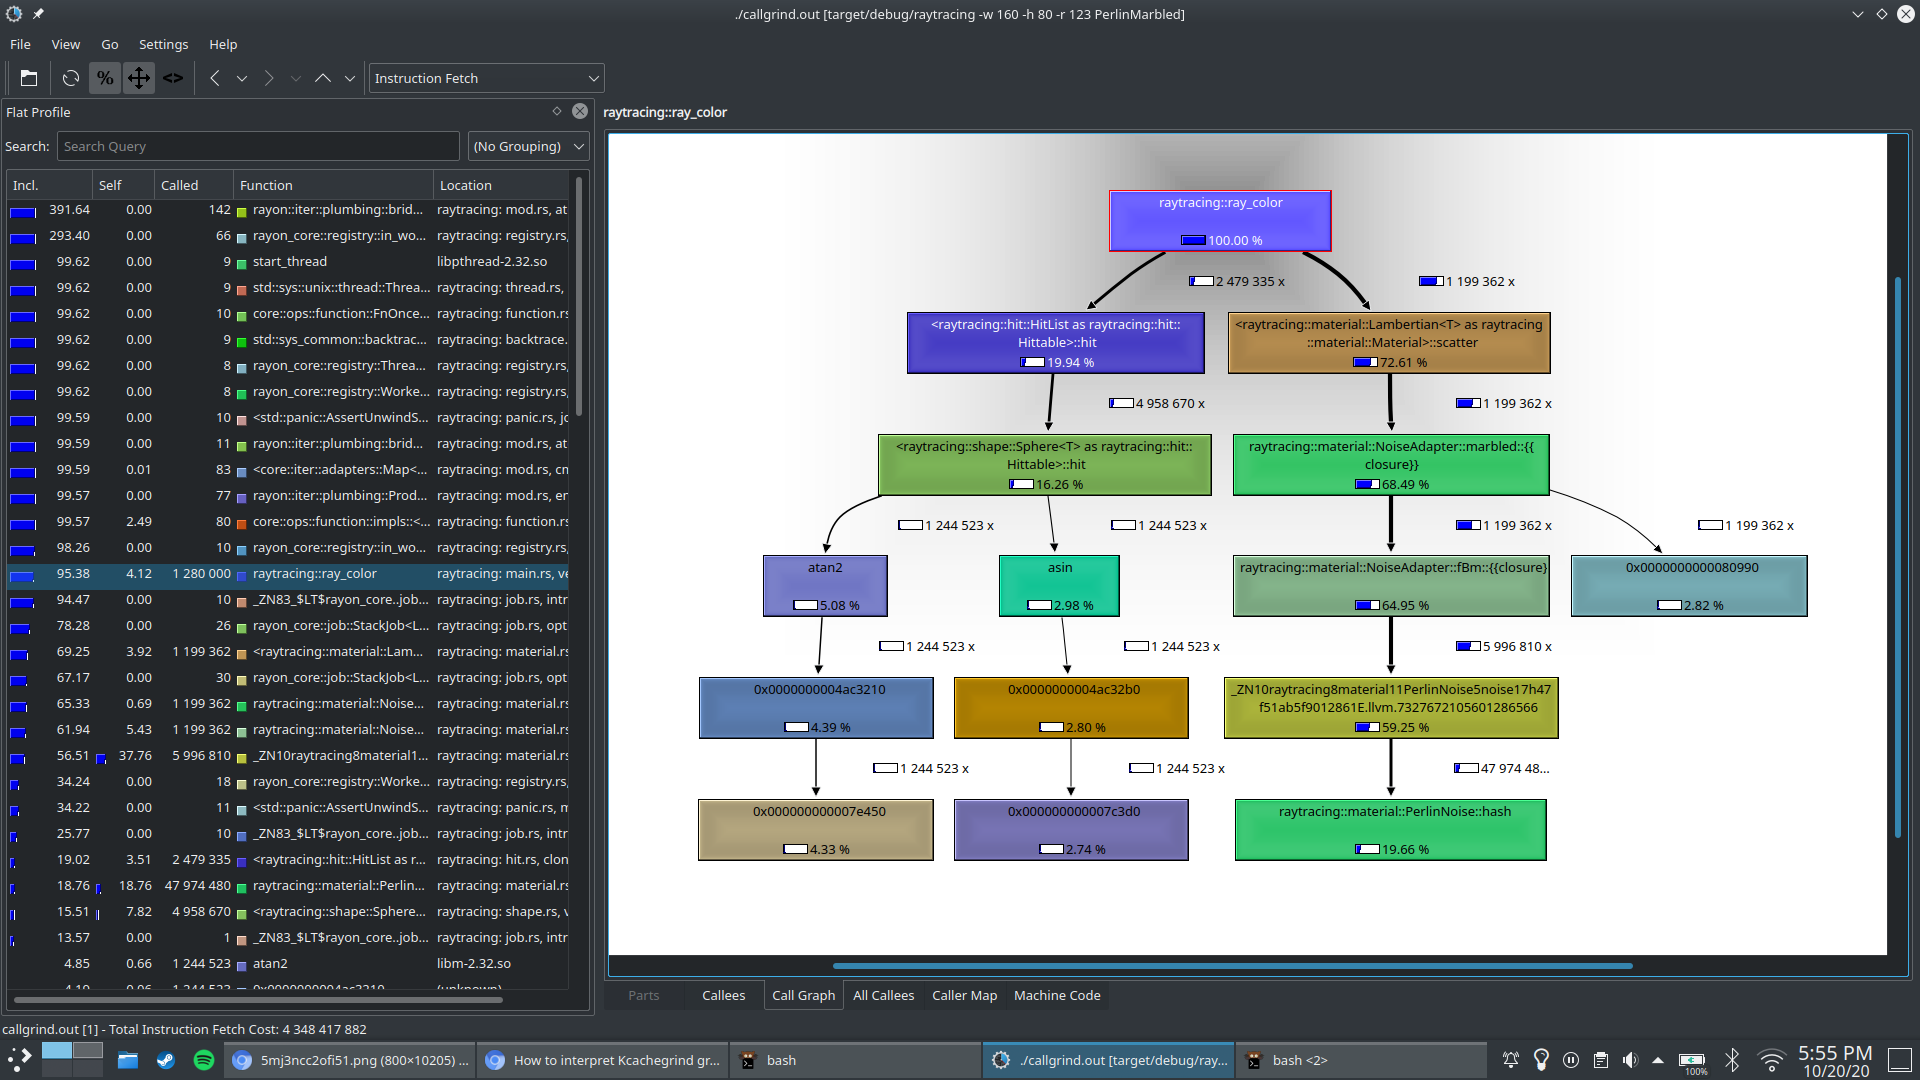 ./callgrind.out [target/debug/raytracing -w 160 -h 80 -r 123 PerlinMarbled]
File View Go Settings Help
% <> Instruction Fetch
Flat Profile
Search: Search Query (No Grouping)
Incl. Self Called Function Location
391.64 0.00 142 rayon::iter::plumbing::brid... raytracing: mod.rs, at
293.40 0.00 66 rayon_core::registry::in_wo... raytracing: registry.rs,
99.62 0.00 9 start_thread libpthread-2.32.so
99.62 0.00 9 std::sys::unix::thread::Threa... raytracing: thread.rs,
99.62 0.00 10 core::ops::function::FnOnce... raytracing: function.rs
99.62 0.00 9 std::sys_common::backtrac... raytracing: backtrace.
99.62 0.00 8 rayon_core::registry::Threa... raytracing: registry.rs,
99.62 0.00 8 rayon_core::registry::Worke... raytracing: registry.rs,
99.59 0.00 10 <std::panic::AssertUnwindS... raytracing: panic.rs, jo
99.59 0.00 11 rayon::iter::plumbing::brid... raytracing: mod.rs, at
99.59 0.01 83 <core::iter::adapters::Map<... raytracing: mod.rs, cm
99.57 0.00 77 rayon::iter::plumbing::Prod... raytracing: mod.rs, en
99.57 2.49 80 core::ops::function::impls::<... raytracing: function.rs
98.26 0.00 10 rayon_core::registry::in_wo... raytracing: registry.rs,
95.38 4.12 1 280 000 raytracing::ray_color raytracing: main.rs, ve
94.47 0.00 10 _ZN83_$LT$rayon_core..job... raytracing: job.rs, intr
78.28 0.00 26 rayon_core::job::StackJob<L... raytracing: job.rs, opt
69.25 3.92 1 199 362 <raytracing::material::Lam... raytracing: material.rs
67.17 0.00 30 rayon_core::job::StackJob<L... raytracing: job.rs, opt
65.33 0.69 1 199 362 raytracing::material::Noise... raytracing: material.rs
61.94 5.43 1 199 362 raytracing::material::Noise... raytracing: material.rs
56.51 37.76 5 996 810 _ZN10raytracing8material1... raytracing: material.rs
34.24 0.00 18 rayon_core::registry::Worke... raytracing: registry.rs,
34.22 0.00 11 <std::panic::AssertUnwindS... raytracing: panic.rs, m
25.77 0.00 10 _ZN83_$LT$rayon_core..job... raytracing: job.rs, intr
19.02 3.51 2 479 335 <raytracing::hit::HitList as r... raytracing: hit.rs, clon
18.76 18.76 47 974 480 raytracing::material::Perlin... raytracing: material.rs
15.51 7.82 4 958 670 <raytracing::shape::Sphere... raytracing: shape.rs, v
13.57 0.00 1 _ZN83_$LT$rayon_core..job... raytracing: job.rs, intr
4.85 0.66 1 244 523 atan2 libm-2.32.so
4.19 0.06 1 244 523 0x0000000004ac3210 (unknown)
raytracing::ray_color
raytracing::ray_color
100.00 %
2 479 335 x
1 199 362 x
<raytracing::hit::HitList as raytracing::hit::
Hittable>::hit
19.94 %
<raytracing::material::Lambertian<T> as raytracing
::material::Material>::scatter
72.61 %
4 958 670 x
1 199 362 x
<raytracing::shape::Sphere<T> as raytracing::hit::
Hittable>::hit
16.26 %
raytracing::material::NoiseAdapter::marbled::{{
closure}}
68.49 %
1 244 523 x
1 244 523 x
1 199 362 x
1 199 362 x
atan2
5.08 %
asin
2.98 %
raytracing::material::NoiseAdapter::fBm::{{closure}
64.95 %
0x0000000000080990
2.82 %
1 244 523 x
1 244 523 x
5 996 810 x
0x0000000004ac3210
4.39 %
0x0000000004ac32b0
2.80 %
_ZN10raytracing8material11PerlinNoise5noise17h47
f51ab5f9012861E.llvm.7327672105601286566
59.25 %
1 244 523 x
1 244 523 x
47 974 48...
0x000000000007e450
4.33 %
0x000000000007c3d0
2.74 %
raytracing::material::PerlinNoise::hash
19.66 %
Parts Callees Call Graph All Callees Caller Map Machine Code
callgrind.out [1] - Total Instruction Fetch Cost: 4 348 417 882
5mj3ncc2ofi51.png (800×10205) ... How to interpret Kcachegrind gr... bash ./callgrind.out [target/debug/ray... bash <2>
100%
5:55 PM
10/20/20